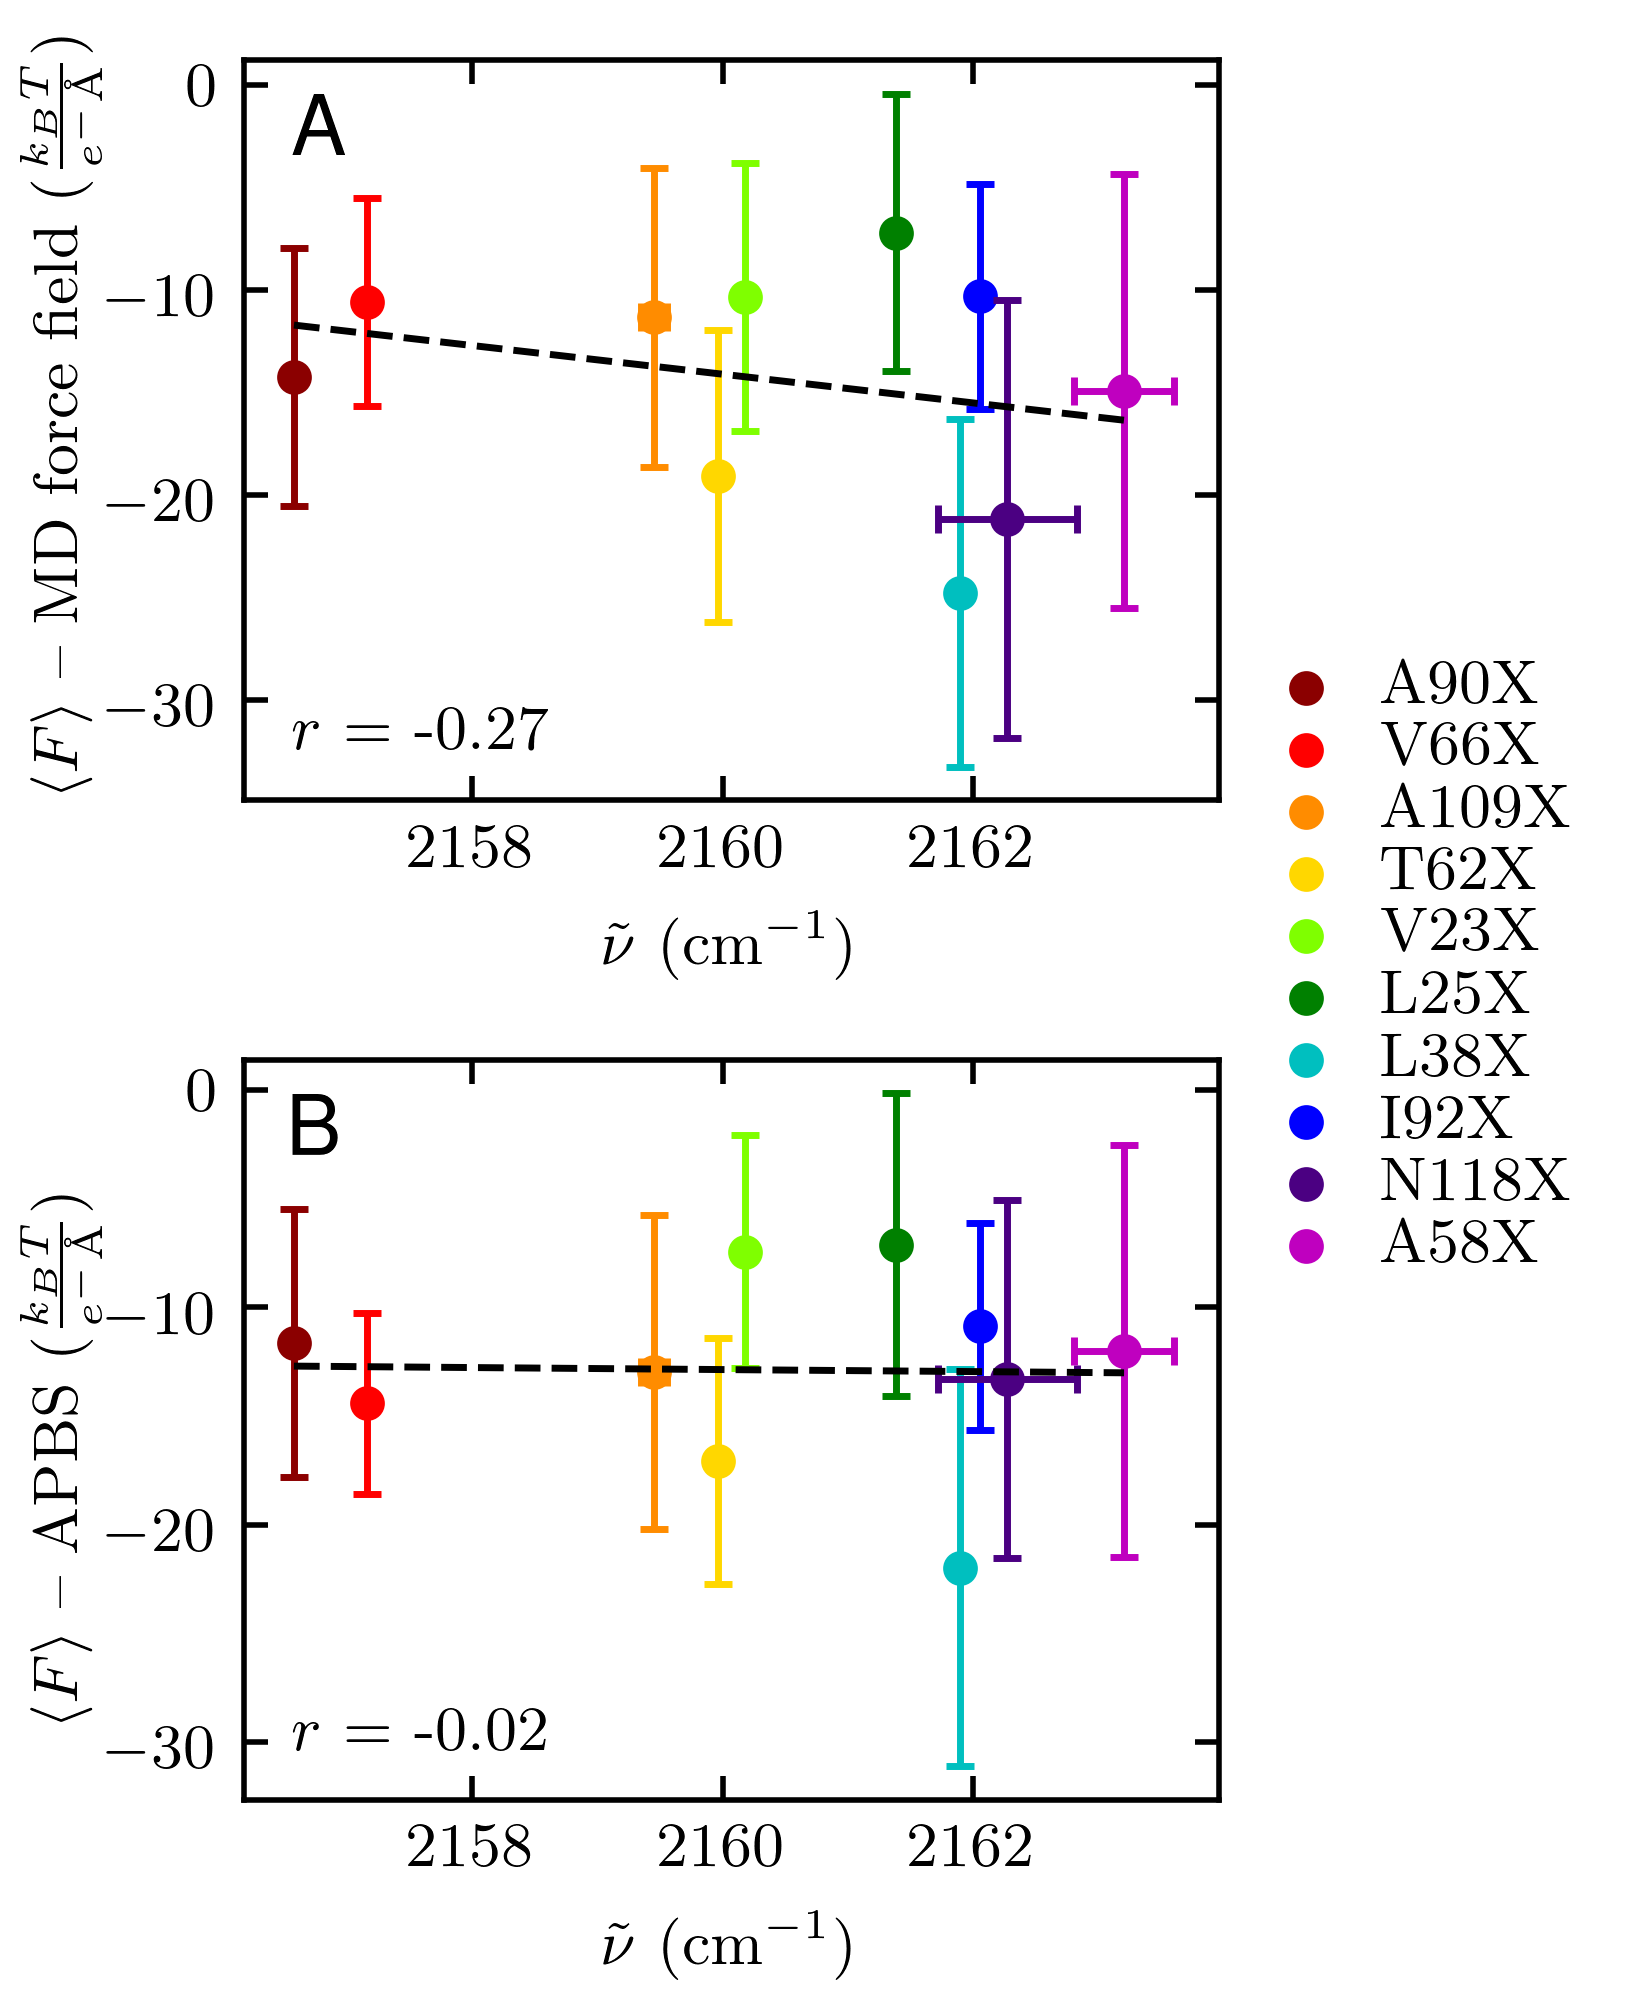 A
0
−10
−20
−30
⟨F⟩ − MD force field (k_BT/e−Å)
r = -0.27
2158 2160 2162
ν̃ (cm⁻¹)
B
0
−10
−20
−30
⟨F⟩ − APBS (k_BT/e−Å)
r = -0.02
2158 2160 2162
ν̃ (cm⁻¹)
A90X
V66X
A109X
T62X
V23X
L25X
L38X
I92X
N118X
A58X